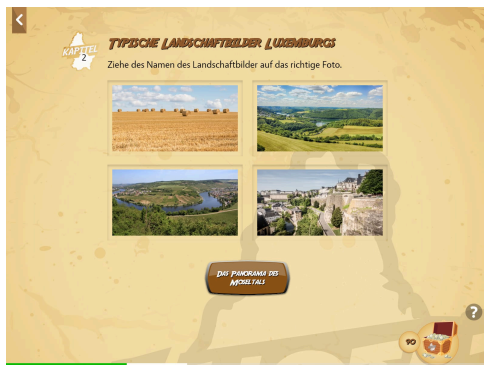 KAPITEL
2
Typische Landschaftbilder Luxemburgs
Ziehe des Namen des Landschaftbilder auf das richtige Foto.
Das Panorama des
Moseltals
?
90